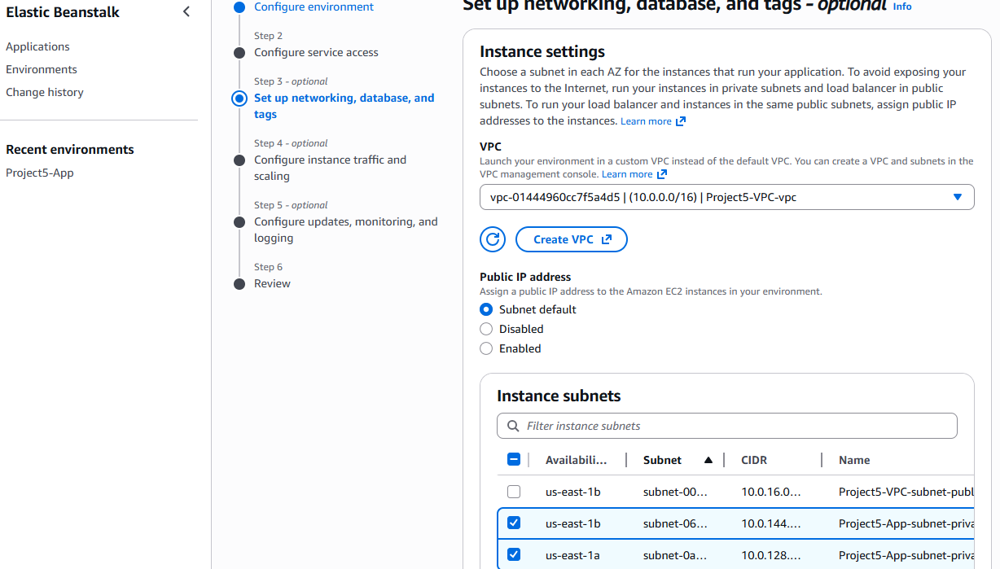 Elastic Beanstalk
Applications
Environments
Change history
Recent environments
Project5-App
Configure environment
Step 2
Configure service access
Step 3 - optional
Set up networking, database, and
tags
Step 4 - optional
Configure instance traffic and
scaling
Step 5 - optional
Configure updates, monitoring, and
logging
Step 6
Review
Set up networking, database, and tags - optional Info
Instance settings
Choose a subnet in each AZ for the instances that run your application. To avoid exposing your
instances to the Internet, run your instances in private subnets and load balancer in public
subnets. To run your load balancer and instances in the same public subnets, assign public IP
addresses to the instances. Learn more
VPC
Launch your environment in a custom VPC instead of the default VPC. You can create a VPC and subnets in the
VPC management console. Learn more
vpc-01444960cc7f5a4d5 | (10.0.0.0/16) | Project5-VPC-vpc
Create VPC
Public IP address
Assign a public IP address to the Amazon EC2 instances in your environment.
Subnet default
Disabled
Enabled
Instance subnets
Filter instance subnets
Availabili... Subnet CIDR Name
us-east-1b subnet-00... 10.0.16.0... Project5-VPC-subnet-publ
us-east-1b subnet-06... 10.0.144.... Project5-App-subnet-priva
us-east-1a subnet-0a... 10.0.128.... Project5-App-subnet-priva